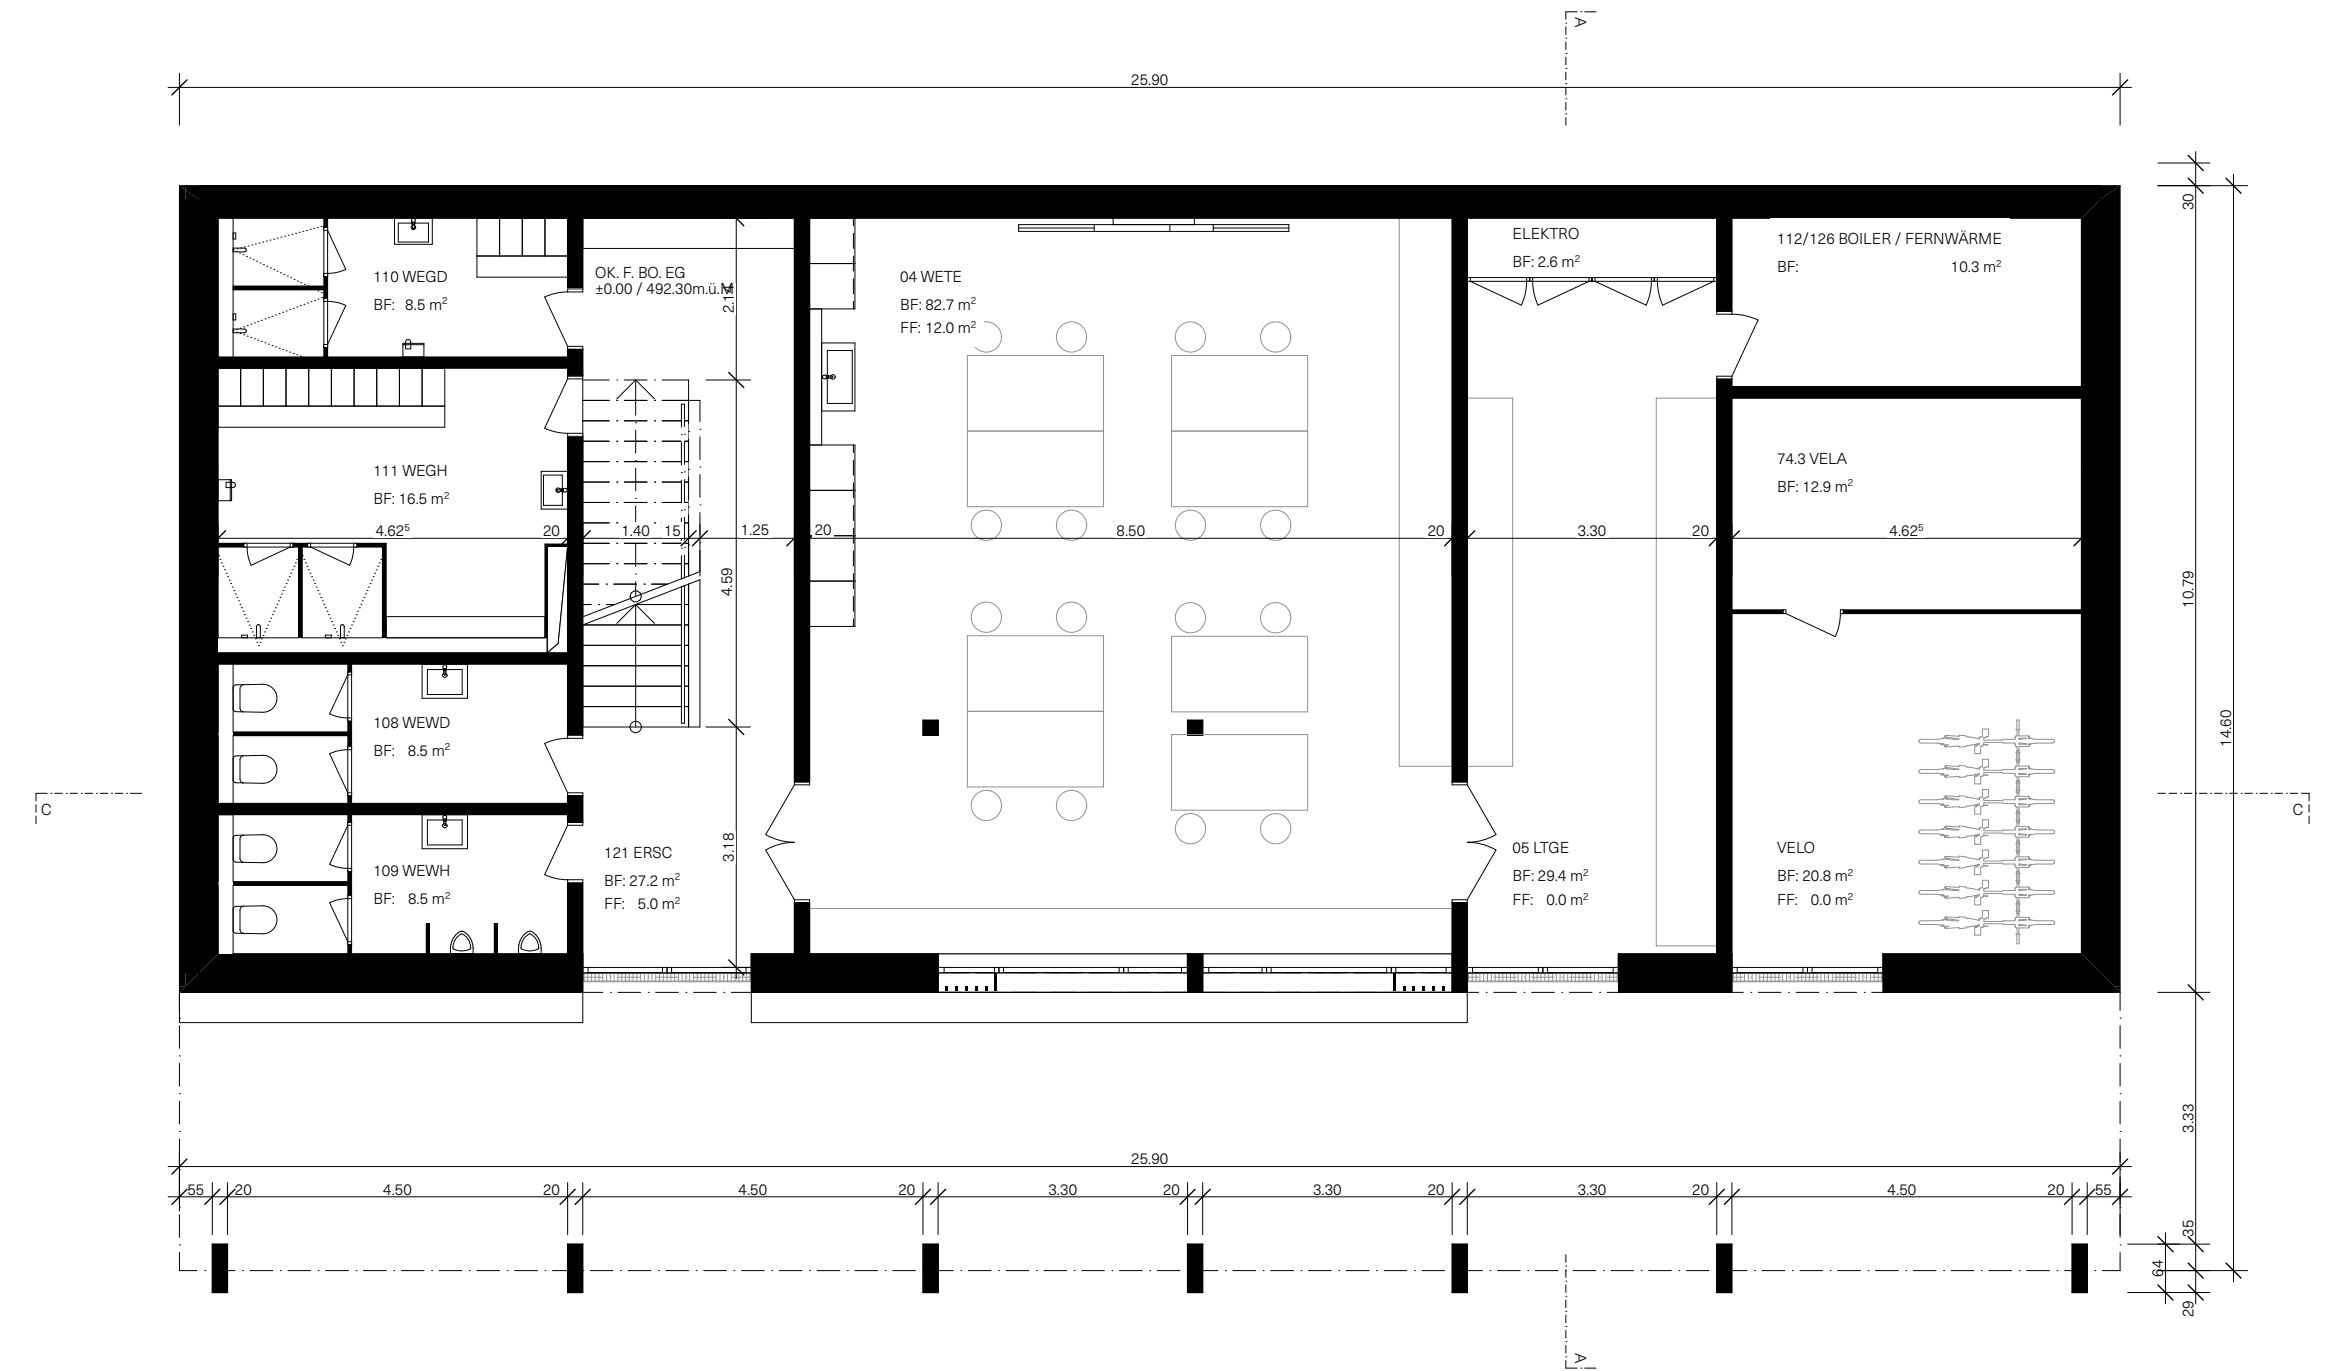 A
25.90
30
ELEKTRO
BF: 2.6 m²
112/126 BOILER / FERNWÄRME
BF: 10.3 m²
110 WEGD
BF: 8.5 m²
OK. F. BO. EG
±0.00 / 492.30m.ü.M
04 WETE
BF: 82.7 m²
FF: 12.0 m²
111 WEGH
BF: 16.5 m²
74.3 VELA
BF: 12.9 m²
4.62⁵
20
1.40
15
1.25
20
8.50
20
3.30
20
4.62⁵
4.59
10.79
108 WEWD
BF: 8.5 m²
14.60
C
C
3.18
121 ERSC
BF: 27.2 m²
FF: 5.0 m²
109 WEWH
BF: 8.5 m²
05 LTGE
BF: 29.4 m²
FF: 0.0 m²
VELO
BF: 20.8 m²
FF: 0.0 m²
3.33
25.90
55
20
4.50
20
4.50
20
3.30
20
3.30
20
3.30
20
4.50
20
55
35
64
29
A